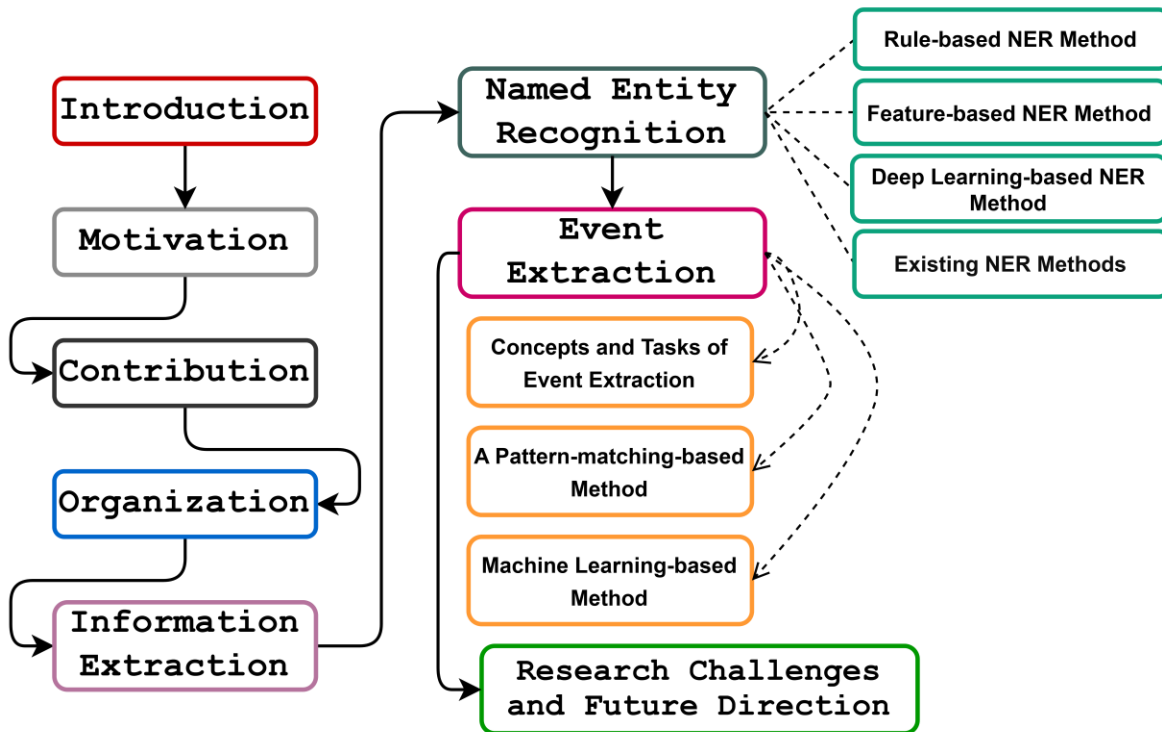 Introduction
Motivation
Contribution
Organization
Information
Extraction
Named Entity
Recognition
Rule-based NER Method
Feature-based NER Method
Deep Learning-based NER
Method
Existing NER Methods
Event
Extraction
Concepts and Tasks of
Event Extraction
A Pattern-matching-based
Method
Machine Learning-based
Method
Research Challenges
and Future Direction